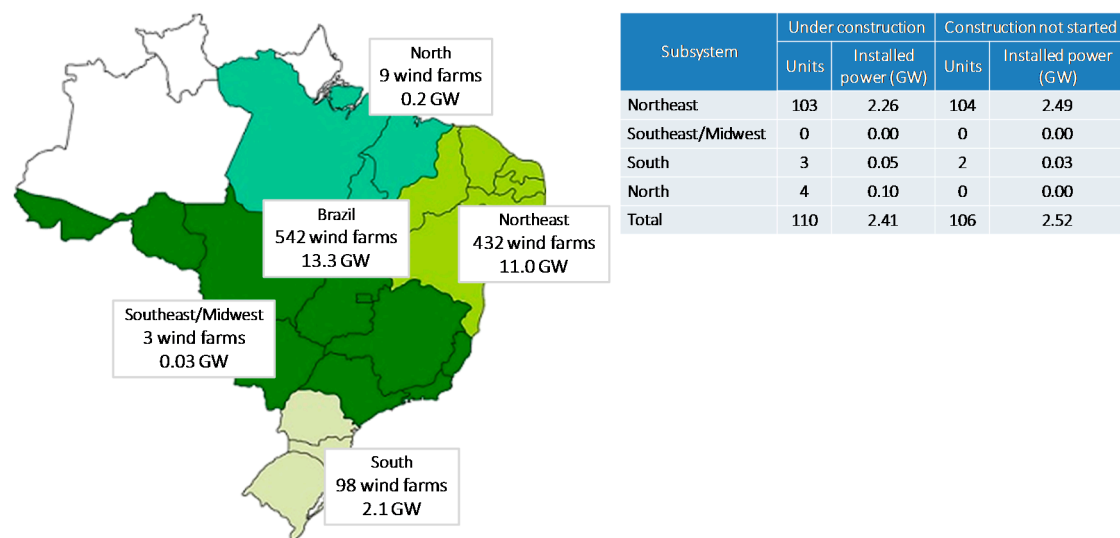 North
9 wind farms
0.2 GW
Brazil
542 wind farms
13.3 GW
Northeast
432 wind farms
11.0 GW
Southeast/Midwest
3 wind farms
0.03 GW
South
98 wind farms
2.1 GW
Subsystem Under construction Construction not started
Units Installed power (GW) Units Installed power (GW)
Northeast 103 2.26 104 2.49
Southeast/Midwest 0 0.00 0 0.00
South 3 0.05 2 0.03
North 4 0.10 0 0.00
Total 110 2.41 106 2.52